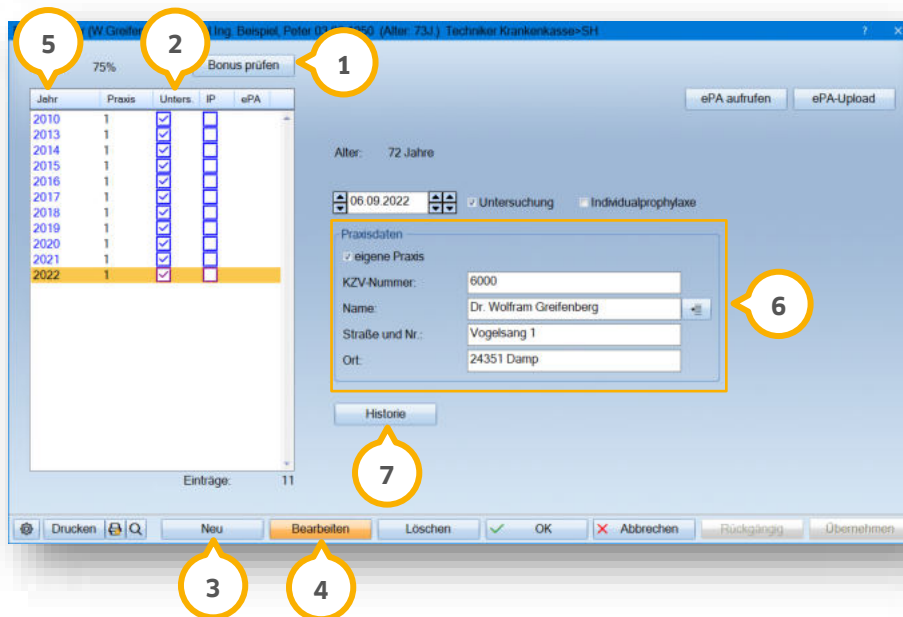 (W.Greifen Ing. Beispiel, Peter (Alter: 73J.) Techniker Krankenkasse>SH ? ×
5 2 1
75% Bonus prüfen
ePA aufrufen ePA-Upload
Jahr Praxis Unters. IP ePA
2010 1
2013 1
2014 1
2015 1
2016 1
2017 1
2018 1
2019 1
2020 1
2021 1
2022 1
Einträge: 11
Alter: 72 Jahre
06.09.2022 Untersuchung Individualprophylaxe
Praxisdaten
eigene Praxis
KZV-Nummer: 6000
Name: Dr. Wolfram Greifenberg
Straße und Nr.: Vogelsang 1
Ort: 24351 Damp
6
Historie
7
Drucken Neu Bearbeiten Löschen OK Abbrechen Rückgängig Übernehmen
3 4